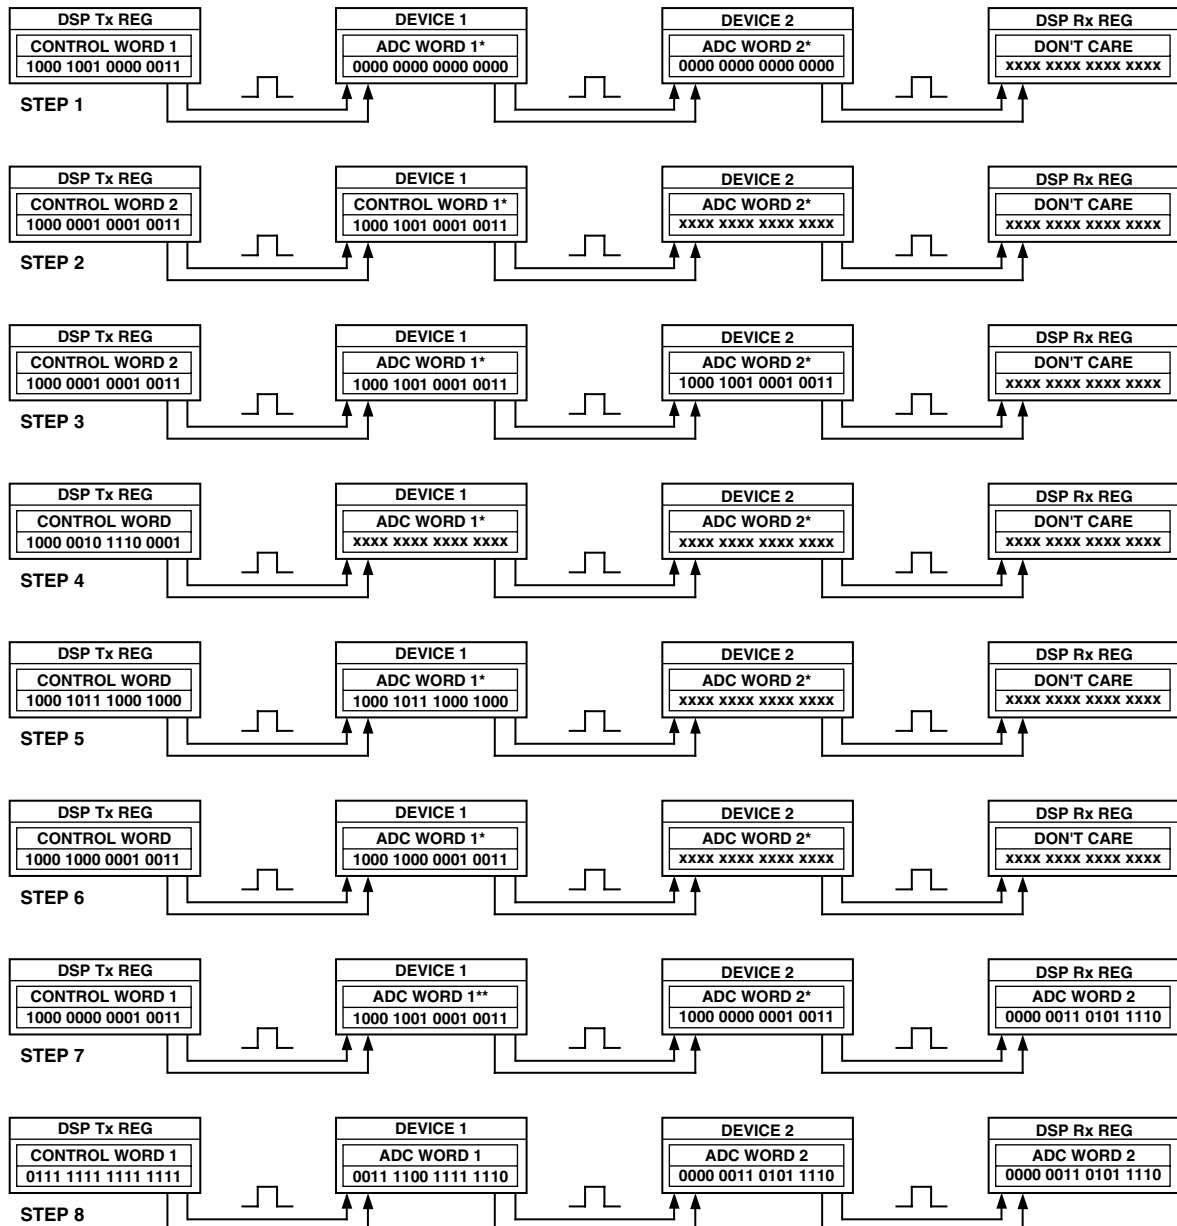 DSP Tx REG
CONTROL WORD 1
1000 1001 0000 0011
DEVICE 1
ADC WORD 1*
0000 0000 0000 0000
DEVICE 2
ADC WORD 2*
0000 0000 0000 0000
DSP Rx REG
DON'T CARE
xxxx xxxx xxxx xxxx
STEP 1
DSP Tx REG
CONTROL WORD 2
1000 0001 0001 0011
DEVICE 1
CONTROL WORD 1*
1000 1001 0001 0011
DEVICE 2
ADC WORD 2*
xxxx xxxx xxxx xxxx
DSP Rx REG
DON'T CARE
xxxx xxxx xxxx xxxx
STEP 2
DSP Tx REG
CONTROL WORD 2
1000 0001 0001 0011
DEVICE 1
ADC WORD 1*
1000 1001 0001 0011
DEVICE 2
ADC WORD 2*
1000 1001 0001 0011
DSP Rx REG
DON'T CARE
xxxx xxxx xxxx xxxx
STEP 3
DSP Tx REG
CONTROL WORD
1000 0010 1110 0001
DEVICE 1
ADC WORD 1*
xxxx xxxx xxxx xxxx
DEVICE 2
ADC WORD 2*
xxxx xxxx xxxx xxxx
DSP Rx REG
DON'T CARE
xxxx xxxx xxxx xxxx
STEP 4
DSP Tx REG
CONTROL WORD
1000 1011 1000 1000
DEVICE 1
ADC WORD 1*
1000 1011 1000 1000
DEVICE 2
ADC WORD 2*
xxxx xxxx xxxx xxxx
DSP Rx REG
DON'T CARE
xxxx xxxx xxxx xxxx
STEP 5
DSP Tx REG
CONTROL WORD
1000 1000 0001 0011
DEVICE 1
ADC WORD 1*
1000 1000 0001 0011
DEVICE 2
ADC WORD 2*
xxxx xxxx xxxx xxxx
DSP Rx REG
DON'T CARE
xxxx xxxx xxxx xxxx
STEP 6
DSP Tx REG
CONTROL WORD 1
1000 0000 0001 0011
DEVICE 1
ADC WORD 1**
1000 1001 0001 0011
DEVICE 2
ADC WORD 2*
1000 0000 0001 0011
DSP Rx REG
ADC WORD 2
0000 0011 0101 1110
STEP 7
DSP Tx REG
CONTROL WORD 1
0111 1111 1111 1111
DEVICE 1
ADC WORD 1
0011 1100 1111 1110
DEVICE 2
ADC WORD 2
0000 0011 0101 1110
DSP Rx REG
ADC WORD 2
0000 0011 0101 1110
STEP 8